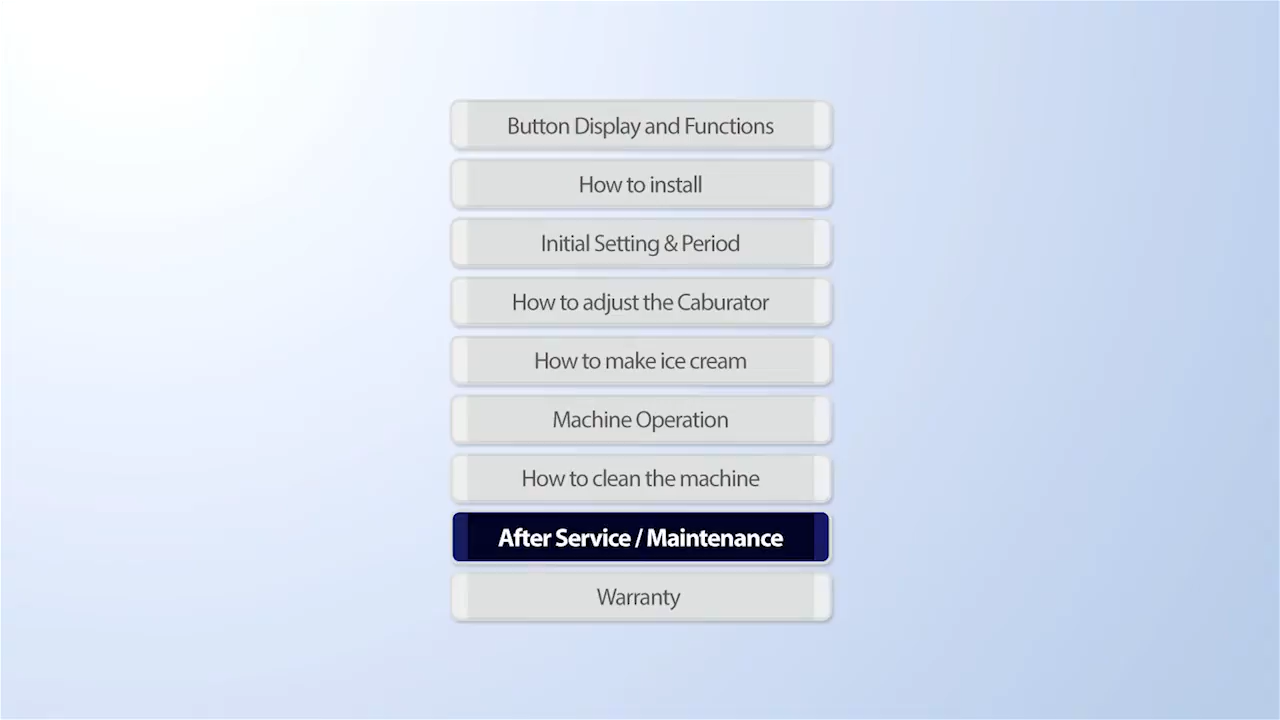 Button Display and Functions
How to install
Initial Setting & Period
How to adjust the Caburator
How to make ice cream
Machine Operation
How to clean the machine
After Service / Maintenance
Warranty